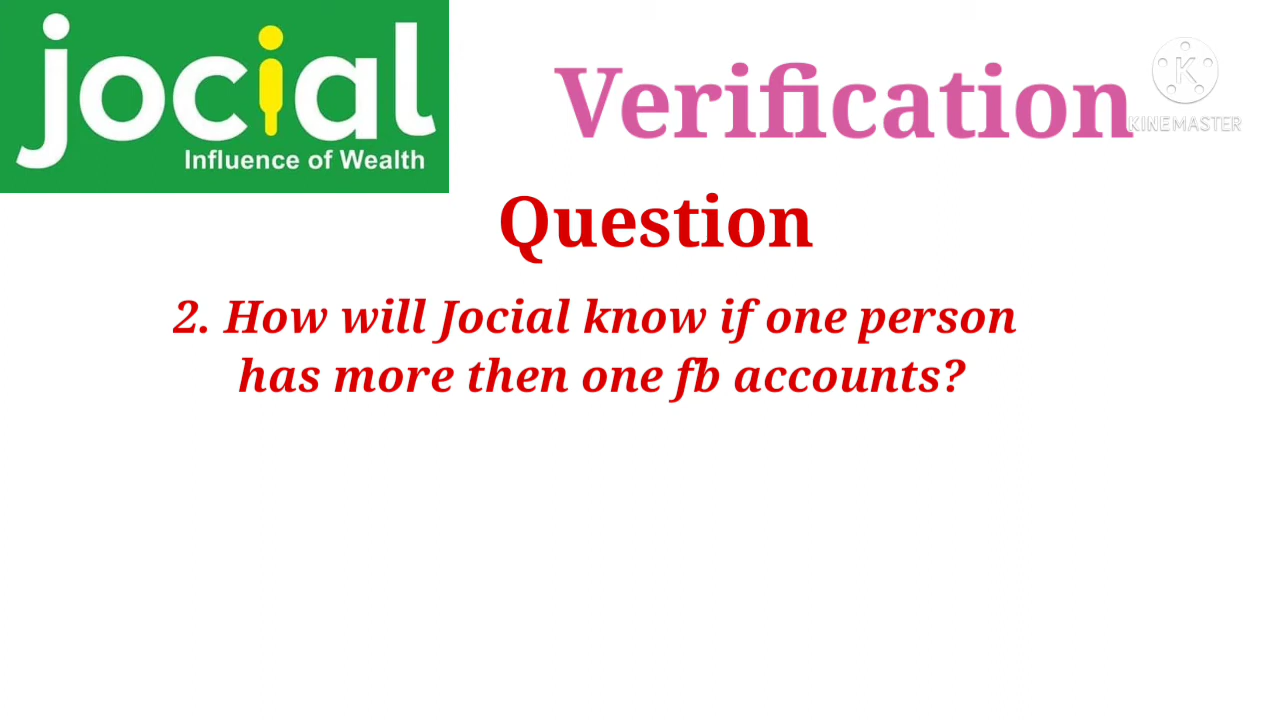 jocial
Influence of Wealth
Verification
KINEMASTER
Question
2. How will Jocial know if one person
has more then one fb accounts?